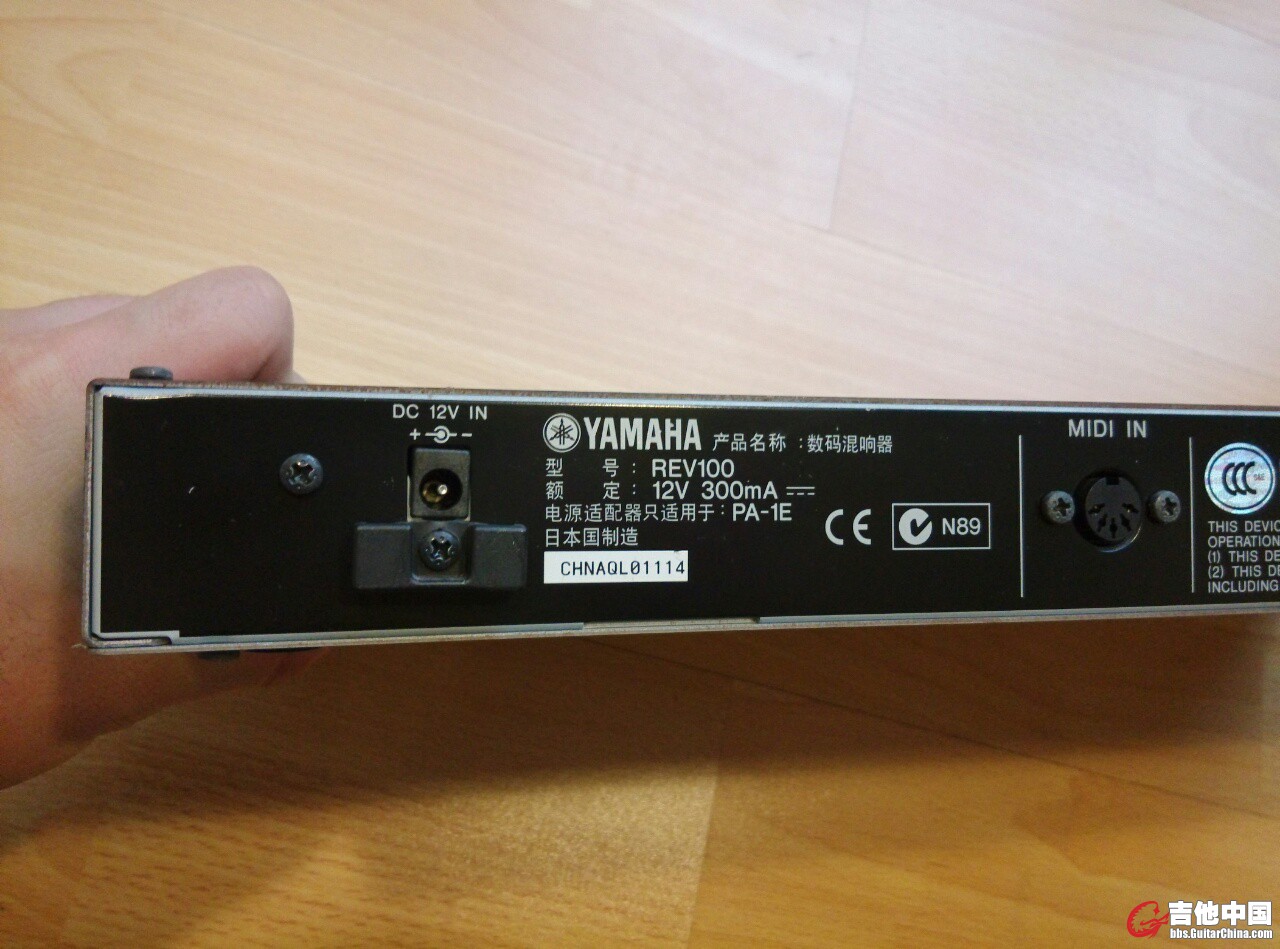 DC 12V IN
YAMAHA 产品名称:数码混响器
型 号: REV100
额 定: 12V 300mA
电源适配器只适用于: PA-1E
日本国制造
CHNAQL01114
CE
N89
MIDI IN
CCC
S&E
THIS DEVIC
OPERATION
(1) THIS DE
(2) THIS DE
INCLUDING
吉他中国
bbs.GuitarChina.com